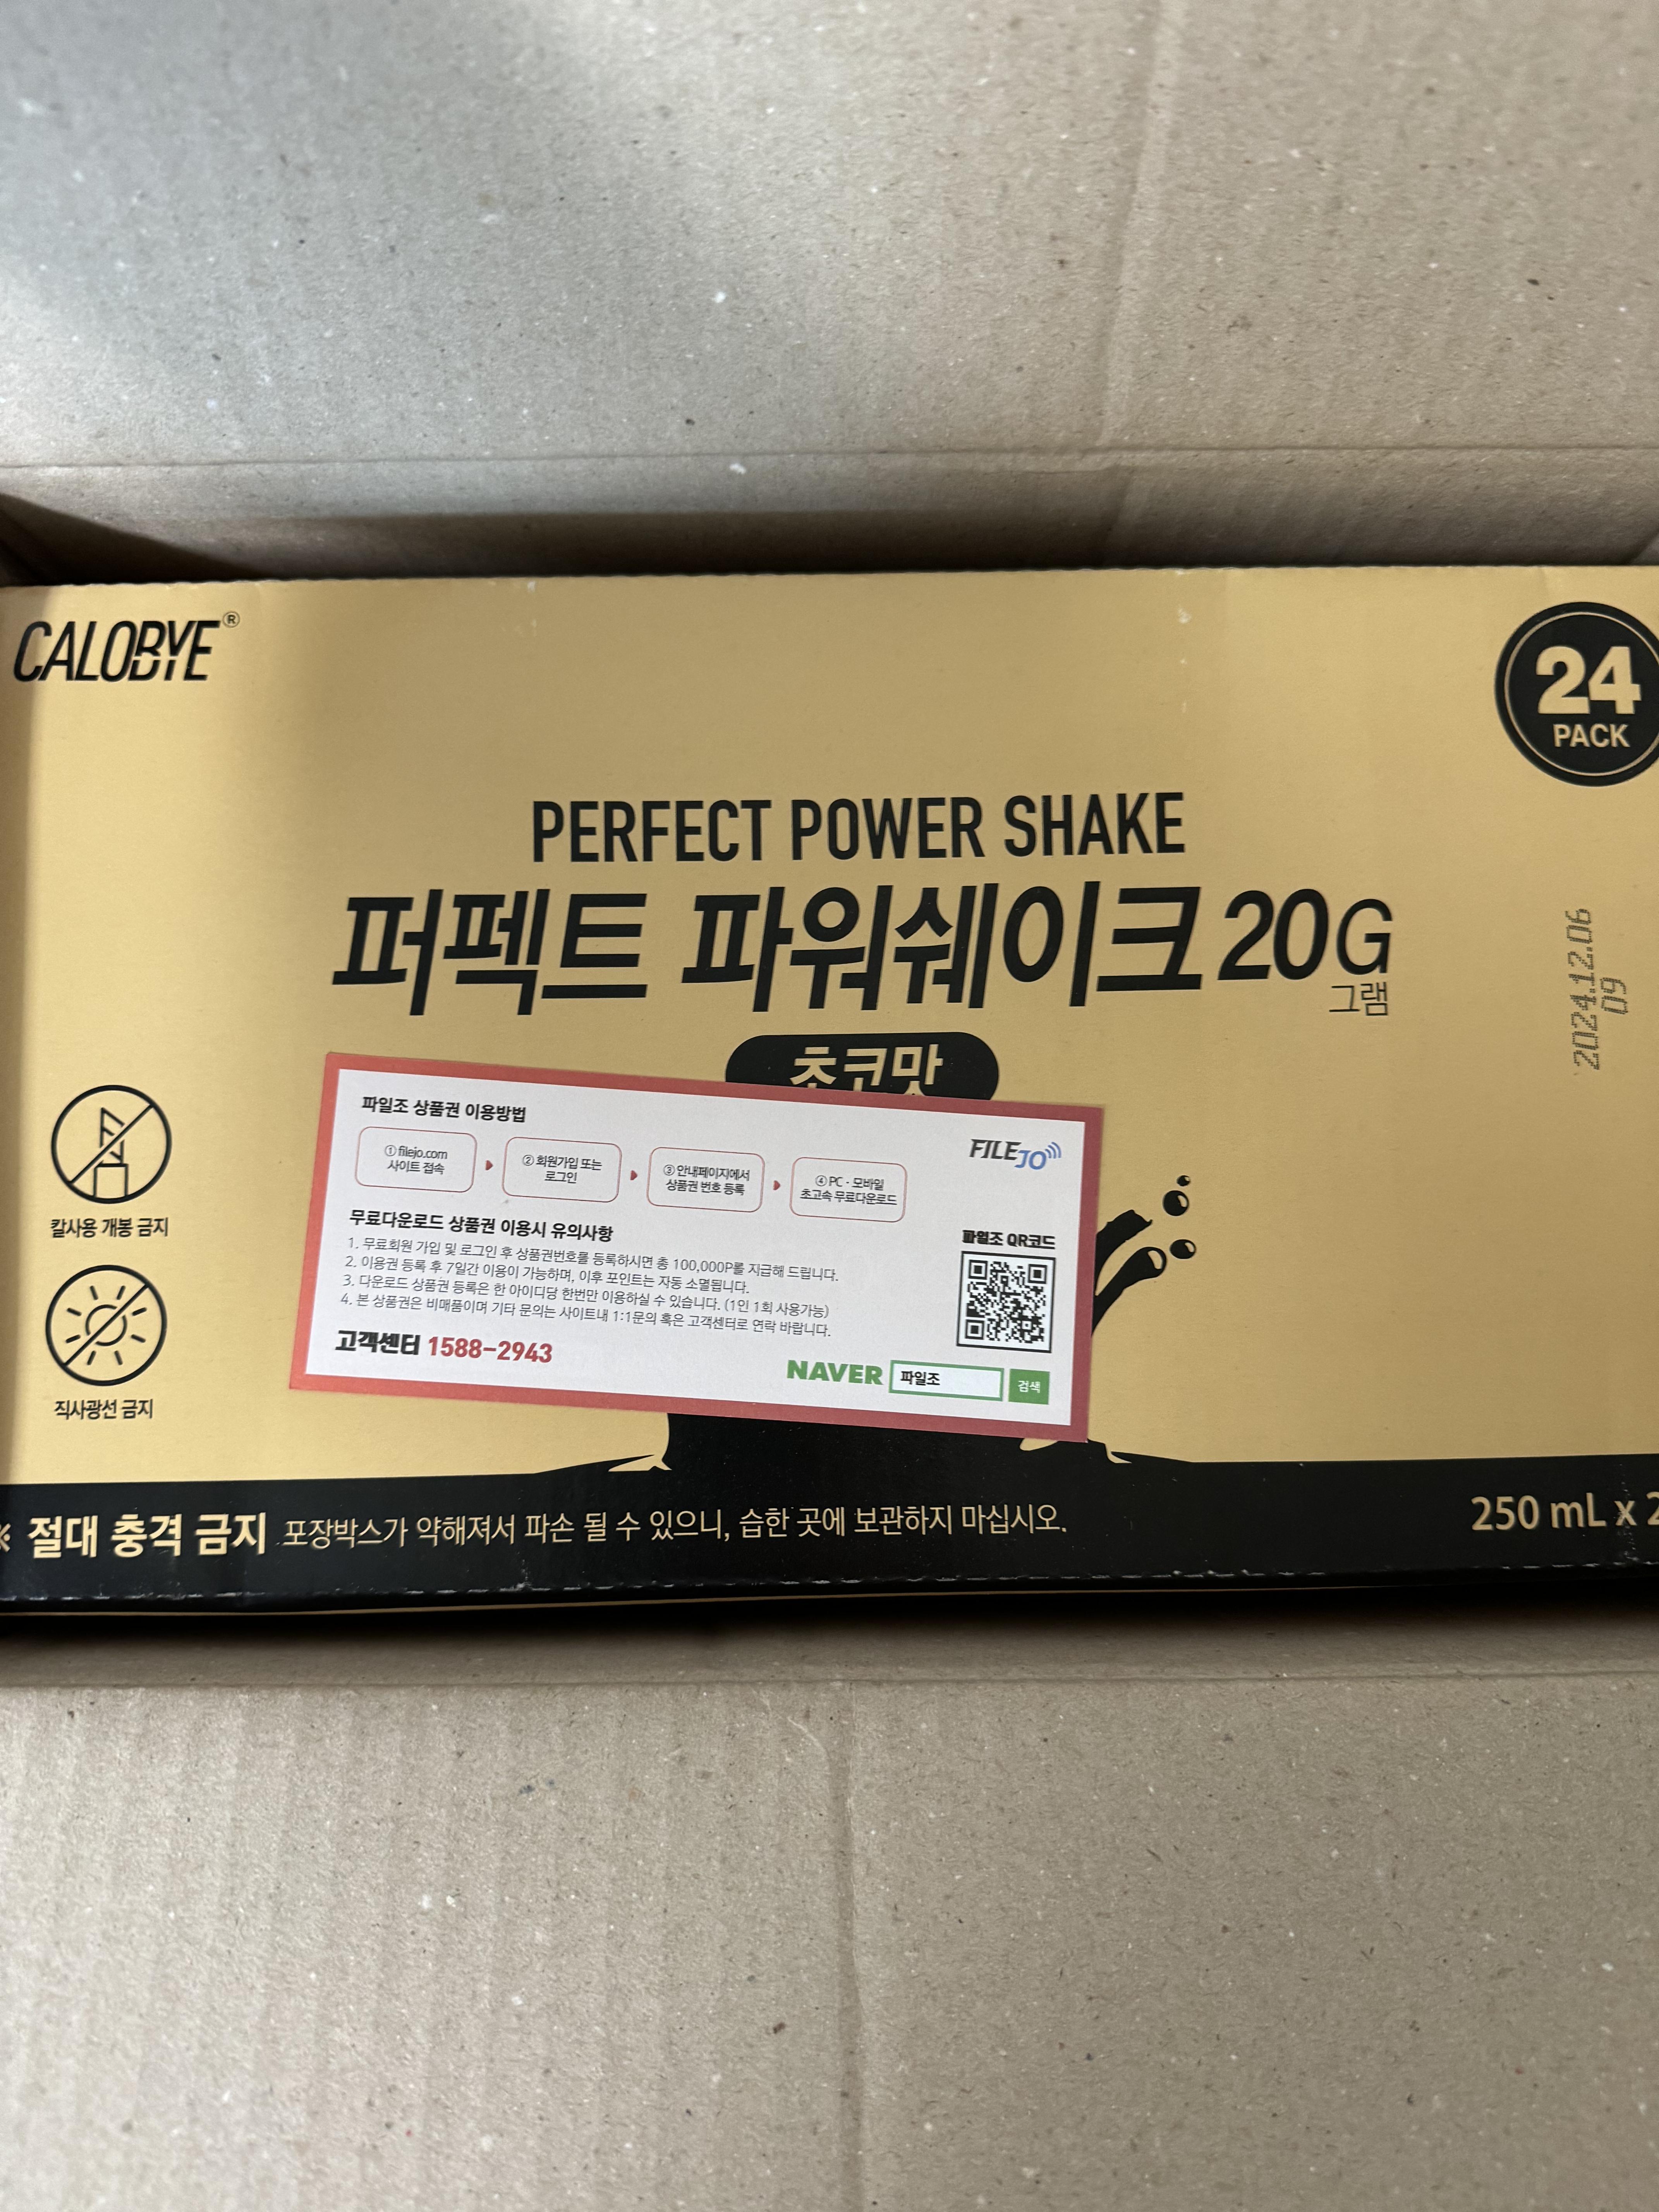 CALOBYE®
24
PACK
PERFECT POWER SHAKE
퍼펙트 파워쉐이크 20G
그램
초코맛
2024.12.06
09
칼사용 개봉 금지
직사광선 금지
파일조 상품권 이용방법
FILEJO
① filejo.com
사이트 접속
② 회원가입 또는
로그인
③ 안내페이지에서
상품권 번호 등록
④ PC · 모바일
초고속 무료다운로드
무료다운로드 상품권 이용시 유의사항
1. 무료회원 가입 및 로그인 후 상품권번호를 등록하시면 총 100,000P를 지급해 드립니다.
2. 이용권 등록 후 7일간 이용이 가능하며, 이후 포인트는 자동 소멸됩니다.
3. 다운로드 상품권 등록은 한 아이디당 한번만 이용하실 수 있습니다. (1인 1회 사용가능)
4. 본 상품권은 비매품이며 기타 문의는 사이트내 1:1문의 혹은 고객센터로 연락 바랍니다.
파일조 QR코드
고객센터 1588-2943
NAVER 파일조 검색
※ 절대 충격 금지 포장박스가 약해져서 파손 될 수 있으니, 습한 곳에 보관하지 마십시오.
250 mL x 2